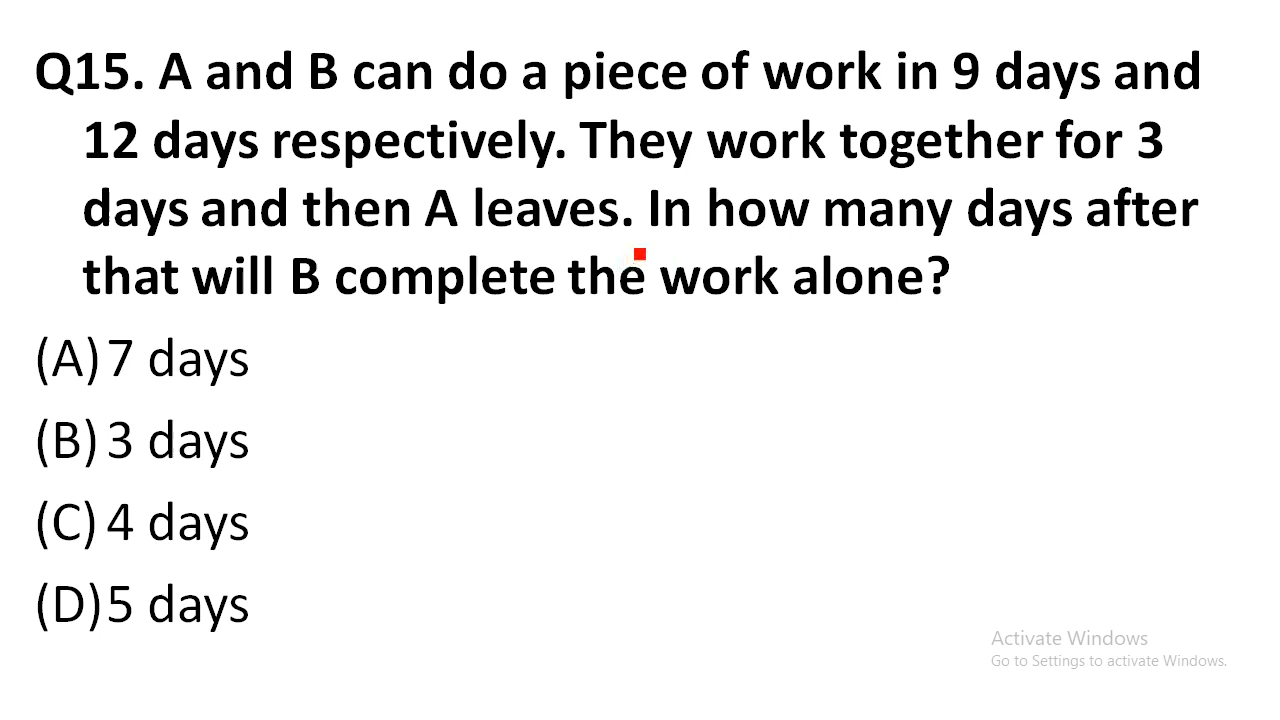 Q15. A and B can do a piece of work in 9 days and
12 days respectively. They work together for 3
days and then A leaves. In how many days after
that will B complete the work alone?
(A) 7 days
(B) 3 days
(C) 4 days
(D) 5 days
Activate Windows
Go to Settings to activate Windows.